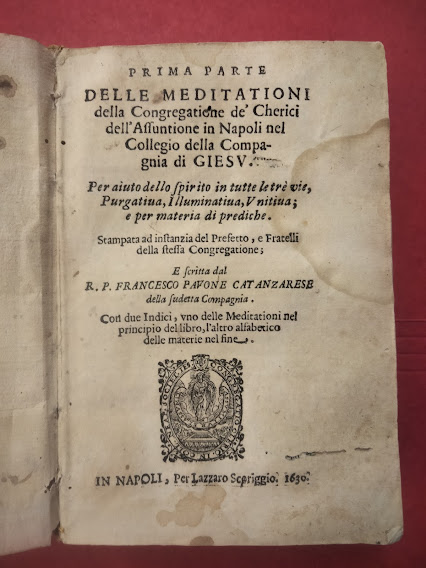 PRIMA PARTE
DELLE MEDITATIONI
della Congregatione de' Cherici
dell'Aſſuntione in Napoli nel
Collegio della Compa-
gnia di GIESV.
Per aiuto dello ſpirito in tutte le trè vie,
Purgatiua, Illuminatiua, Vnitiua;
e per materia di prediche.
Stampata ad inſtanzia del Prefetto, e Fratelli
della ſteſſa Congregatione;
E ſcritta dal
R. P. FRANCESCO PAVONE CATANZARESE
della ſudetta Compagnia.
Con due Indici, vno delle Meditationi nel
principio del libro, l'altro alfabetico
delle materie nel fine.
IN NAPOLI, Per Lazzaro Scoriggio. 1630.